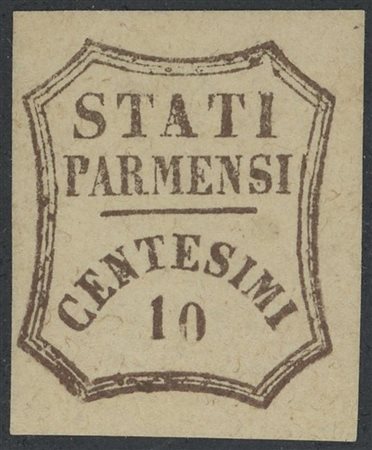 STATI
PARMENSI
CENTESIMI
10